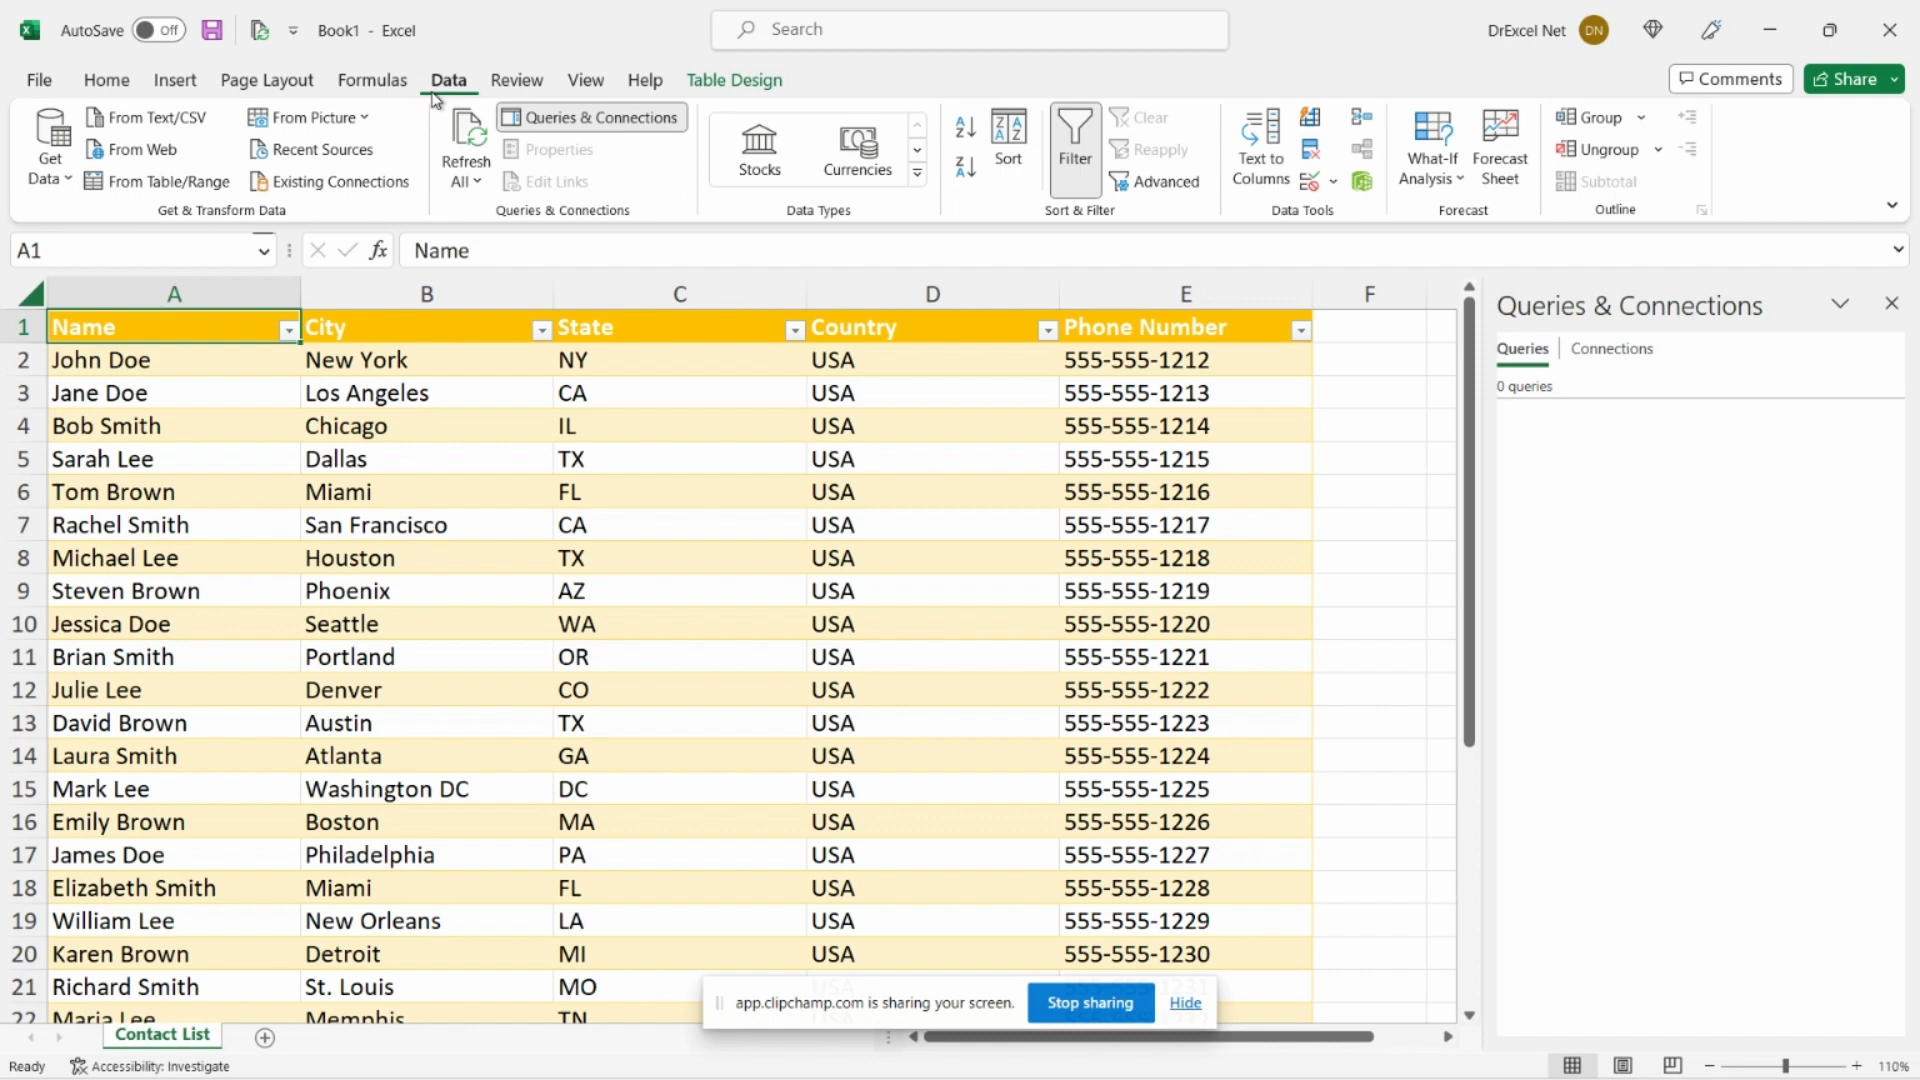 AutoSave Off Book1 - Excel Search DrExcel Net DN
File Home Insert Page Layout Formulas Data Review View Help Table Design Comments Share
Get Data From Text/CSV From Web From Table/Range From Picture Recent Sources Existing Connections
Get & Transform Data
Refresh All Queries & Connections Properties Edit Links
Queries & Connections
Stocks Currencies
Data Types
Sort Filter Clear Reapply Advanced
Sort & Filter
Text to Columns
Data Tools
What-If Analysis Forecast Sheet
Forecast
Group Ungroup Subtotal
Outline
A1 fx Name
A B C D E F
1 Name City State Country Phone Number
2 John Doe New York NY USA 555-555-1212
3 Jane Doe Los Angeles CA USA 555-555-1213
4 Bob Smith Chicago IL USA 555-555-1214
5 Sarah Lee Dallas TX USA 555-555-1215
6 Tom Brown Miami FL USA 555-555-1216
7 Rachel Smith San Francisco CA USA 555-555-1217
8 Michael Lee Houston TX USA 555-555-1218
9 Steven Brown Phoenix AZ USA 555-555-1219
10 Jessica Doe Seattle WA USA 555-555-1220
11 Brian Smith Portland OR USA 555-555-1221
12 Julie Lee Denver CO USA 555-555-1222
13 David Brown Austin TX USA 555-555-1223
14 Laura Smith Atlanta GA USA 555-555-1224
15 Mark Lee Washington DC DC USA 555-555-1225
16 Emily Brown Boston MA USA 555-555-1226
17 James Doe Philadelphia PA USA 555-555-1227
18 Elizabeth Smith Miami FL USA 555-555-1228
19 William Lee New Orleans LA USA 555-555-1229
20 Karen Brown Detroit MI USA 555-555-1230
21 Richard Smith St. Louis MO
22 Maria Lee Memphis TN
Queries & Connections
Queries Connections
0 queries
app.clipchamp.com is sharing your screen. Stop sharing Hide
Contact List
Ready Accessibility: Investigate 110%